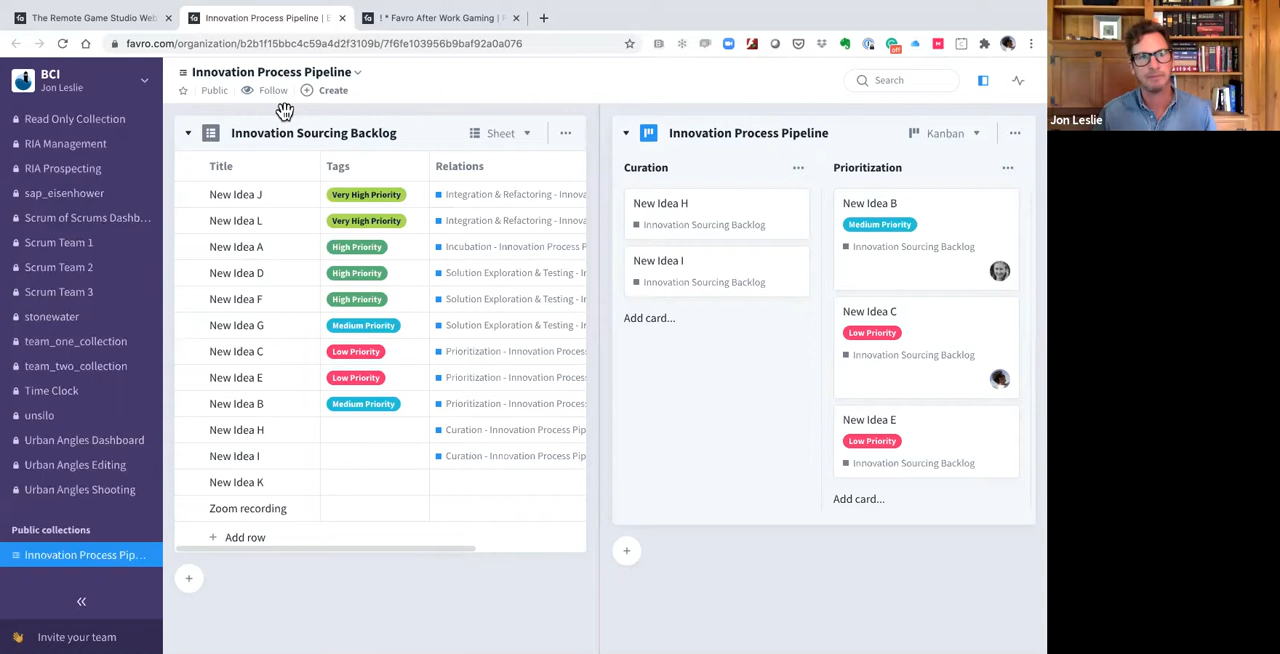 The Remote Game Studio Web
Innovation Process Pipeline | E
! * Favro After Work Gaming | F
favro.com/organization/b2b1f15bbc4c59a4d2f3109b/7f6fe103956b9baf92a0a076
off
BCI
Jon Leslie
Read Only Collection
RIA Management
RIA Prospecting
sap_eisenhower
Scrum of Scrums Dashb...
Scrum Team 1
Scrum Team 2
Scrum Team 3
stonewater
team_one_collection
team_two_collection
Time Clock
unsilo
Urban Angles Dashboard
Urban Angles Editing
Urban Angles Shooting
Public collections
Innovation Process Pip...
Invite your team
Innovation Process Pipeline
Public Follow Create
Search
Innovation Sourcing Backlog
Sheet
Title Tags Relations
New Idea J Very High Priority Integration & Refactoring - Innova
New Idea L Very High Priority Integration & Refactoring - Innova
New Idea A High Priority Incubation - Innovation Process P
New Idea D High Priority Solution Exploration & Testing - In
New Idea F High Priority Solution Exploration & Testing - In
New Idea G Medium Priority Solution Exploration & Testing - In
New Idea C Low Priority Prioritization - Innovation Process
New Idea E Low Priority Prioritization - Innovation Process
New Idea B Medium Priority Prioritization - Innovation Process
New Idea H Curation - Innovation Process Pip
New Idea I Curation - Innovation Process Pip
New Idea K
Zoom recording
+ Add row
Innovation Process Pipeline
Kanban
Curation
New Idea H
Innovation Sourcing Backlog
New Idea I
Innovation Sourcing Backlog
Add card...
Prioritization
New Idea B
Medium Priority
Innovation Sourcing Backlog
New Idea C
Low Priority
Innovation Sourcing Backlog
New Idea E
Low Priority
Innovation Sourcing Backlog
Add card...
Jon Leslie